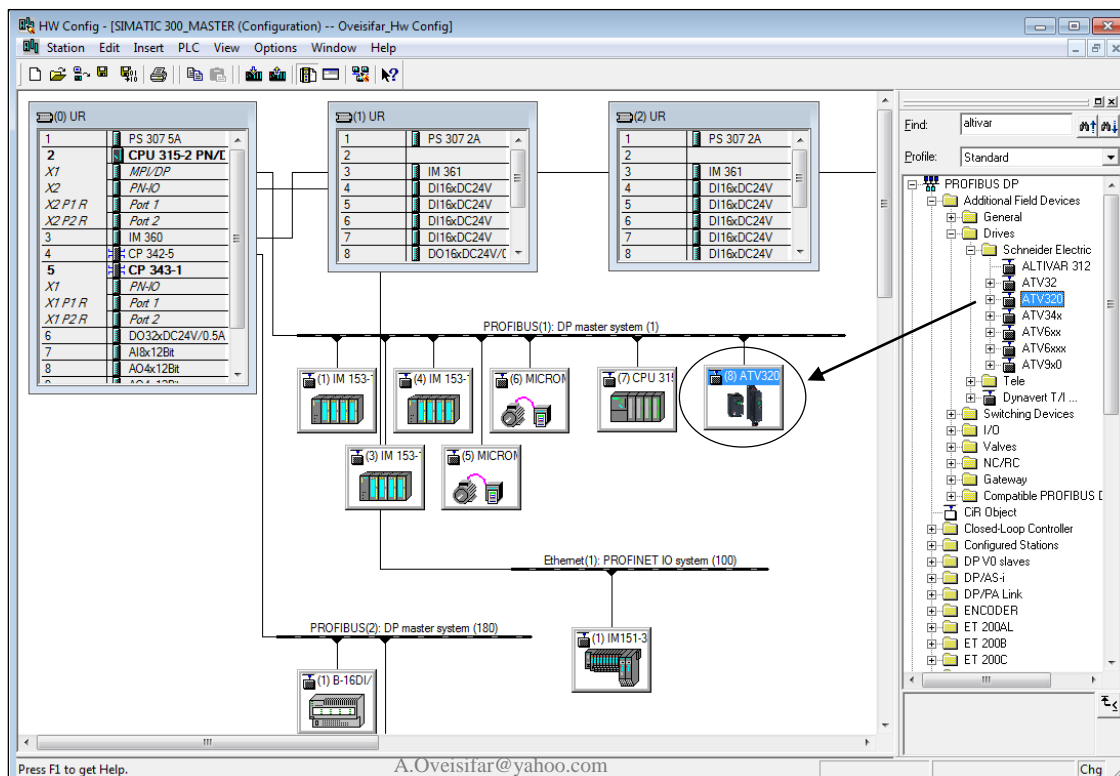 HW Config - [SIMATIC 300_MASTER (Configuration) -- Oveisifar_Hw Config]
Station Edit Insert PLC View Options Window Help
(0) UR
1 PS 307 5A
2 CPU 315-2 PN/D
X1 MPI/DP
X2 PN-IO
X2 P1 R Port 1
X2 P2 R Port 2
3 IM 360
4 CP 342-5
5 CP 343-1
X1 PN-IO
X1 P1 R Port 1
X1 P2 R Port 2
6 DO32xDC24V/0.5A
7 AI8x12Bit
8 AO4x12Bit
9 AO4x12Bit
(1) UR
1 PS 307 2A
2
3 IM 361
4 DI16xDC24V
5 DI16xDC24V
6 DI16xDC24V
7 DI16xDC24V
8 DO16xDC24V/0
(2) UR
1 PS 307 2A
2
3 IM 361
4 DI16xDC24V
5 DI16xDC24V
6 DI16xDC24V
7 DI16xDC24V
8 DI16xDC24V
PROFIBUS(1): DP master system (1)
(1) IM 153-
(4) IM 153-
(6) MICROM
(7) CPU 315
(8) ATV320
(3) IM 153-
(5) MICROM
Ethernet(1): PROFINET IO system (100)
(1) IM151-3
PROFIBUS(2): DP master system (180)
(1) B-16DI/
Find: altivar
Profile: Standard
PROFIBUS DP
Additional Field Devices
General
Drives
Schneider Electric
ALTIVAR 312
ATV32
ATV320
ATV34x
ATV6xx
ATV6xxx
ATV9x0
Tele
Dynavert T/I ...
Switching Devices
I/O
Valves
NC/RC
Gateway
Compatible PROFIBUS D
CiR Object
Closed-Loop Controller
Configured Stations
DP V0 slaves
DP/AS-i
DP/PA Link
ENCODER
ET 200AL
ET 200B
ET 200C
Press F1 to get Help.
A.Oveisifar@yahoo.com
Chg